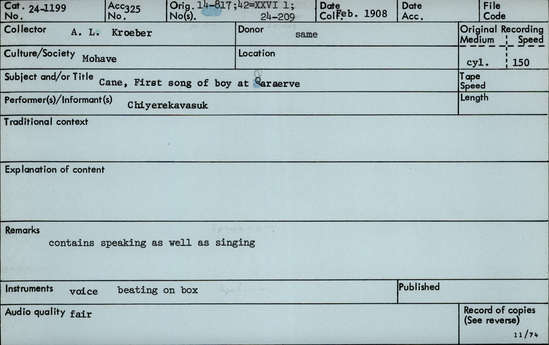 Cat. No. 24-1199 Acc. No. 325 Orig. No(s). 14-817;42=XXVI 1; 24-209 Date Coll. Feb. 1908 Date Acc. File Code
Collector A. L. Kroeber Donor same Original Recording Medium Speed
Culture/Society Mohave Location cyl. 150
Subject and/or Title Cane, First song of boy at Garaerve Tape Speed
Performer(s)/Informant(s) Chiyerekavasuk Length
Traditional context
Explanation of content
Remarks
contains speaking as well as singing
Instruments voice beating on box Published
Audio quality fair Record of copies
(See reverse)
11/74